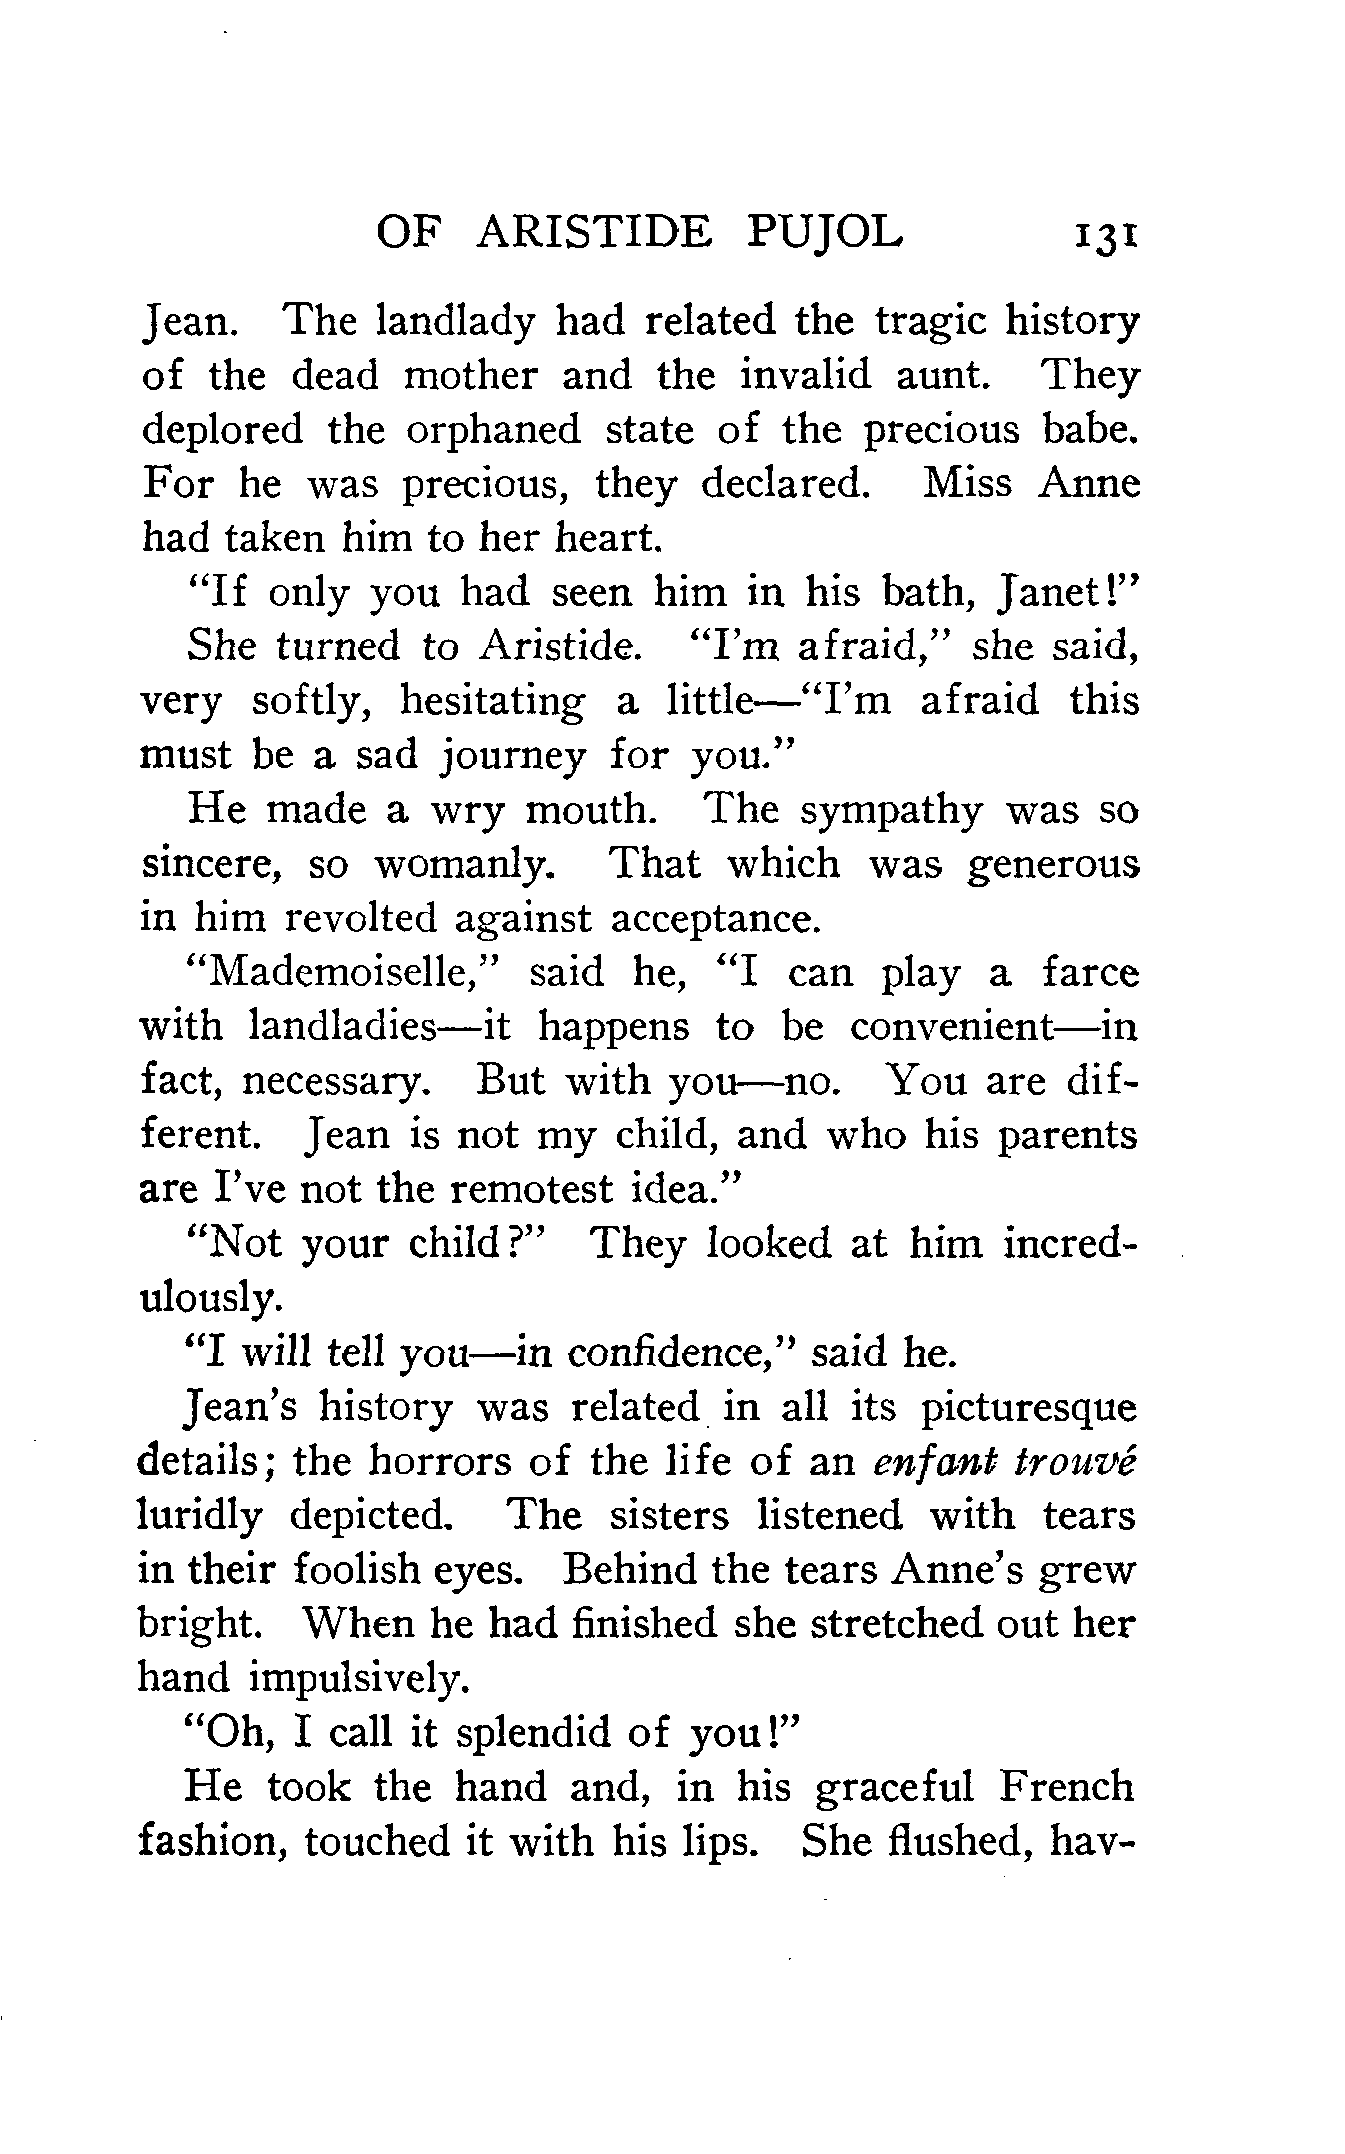 OF ARISTIDE PUJOL 131
Jean. The landlady had related the tragic history
of the dead mother and the invalid aunt. They
deplored the orphaned state of the precious babe.
For he was precious, they declared. Miss Anne
had taken him to her heart.
“If only you had seen him in his bath, Janet!”
She turned to Aristide. “I’m afraid,” she said,
very softly, hesitating a little—“I’m afraid this
must be a sad journey for you.”
He made a wry mouth. The sympathy was so
sincere, so womanly. That which was generous
in him revolted against acceptance.
“Mademoiselle,” said he, “I can play a farce
with landladies—it happens to be convenient—in
fact, necessary. But with you—no. You are dif-
ferent. Jean is not my child, and who his parents
are I’ve not the remotest idea.”
“Not your child?” They looked at him incred-
ulously.
“I will tell you—in confidence,” said he.
Jean’s history was related in all its picturesque
details; the horrors of the life of an enfant trouvé
luridly depicted. The sisters listened with tears
in their foolish eyes. Behind the tears Anne’s grew
bright. When he had finished she stretched out her
hand impulsively.
“Oh, I call it splendid of you!”
He took the hand and, in his graceful French
fashion, touched it with his lips. She flushed, hav-